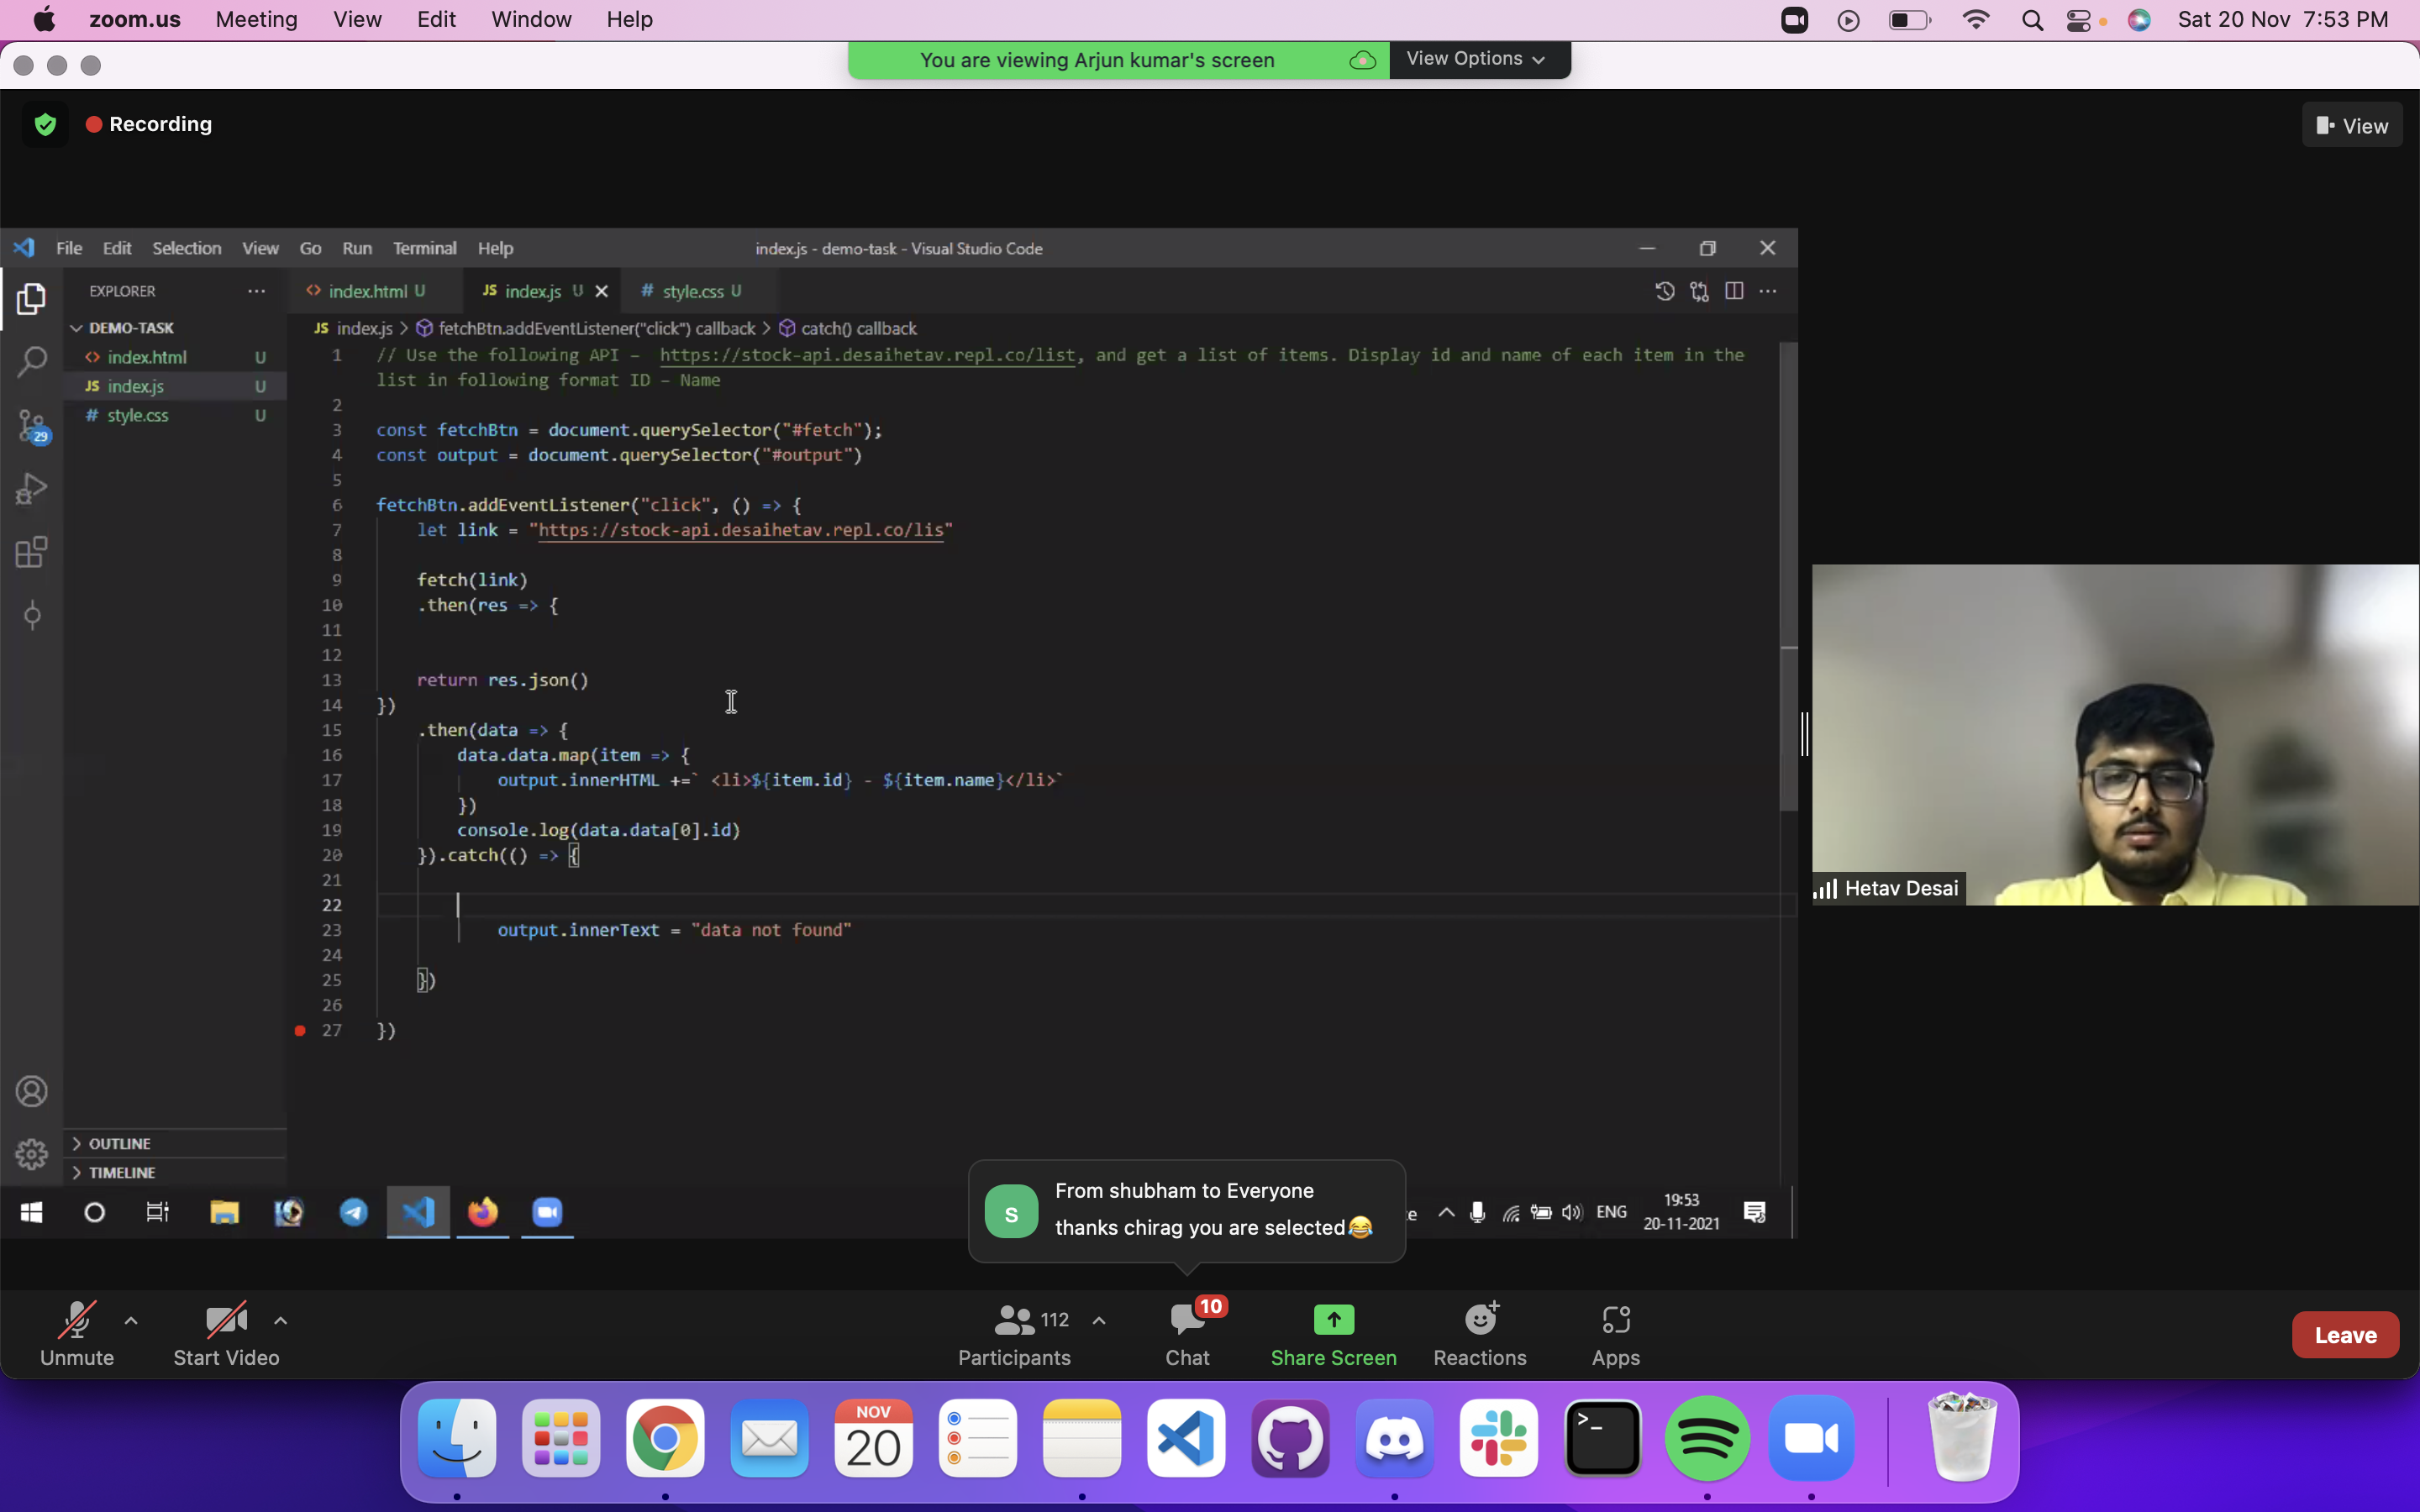 zoom.us Meeting View Edit Window Help Sat 20 Nov 7:53 PM
You are viewing Arjun kumar's screen View Options
Recording
View
File Edit Selection View Go Run Terminal Help index.js - demo-task - Visual Studio Code
EXPLORER ··· <> index.html U JS index.js U # style.css U
DEMO-TASK
JS index.js > fetchBtn.addEventListener("click") callback > catch() callback
<> index.html U
JS index.js U
# style.css U
29
1 // Use the following API – https://stock-api.desaihetav.repl.co/list, and get a list of items. Display id and name of each item in the
list in following format ID – Name
2
3 const fetchBtn = document.querySelector("#fetch");
4 const output = document.querySelector("#output")
5
6 fetchBtn.addEventListener("click", () => {
7 let link = "https://stock-api.desaihetav.repl.co/lis"
8
9 fetch(link)
10 .then(res => {
11
12
13 return res.json()
14 })
15 .then(data => {
16 data.data.map(item => {
17 output.innerHTML +=` <li>${item.id} - ${item.name}</li>`
18 })
19 console.log(data.data[0].id)
20 }).catch(() => {
21
22
23 output.innerText = "data not found"
24
25 })
26
27 })
OUTLINE
TIMELINE
Hetav Desai
S
From shubham to Everyone
thanks chirag you are selected😂
ENG
19:53
20-11-2021
Unmute
Start Video
112
Participants
10
Chat
Share Screen
Reactions
Apps
Leave
NOV
20
>_